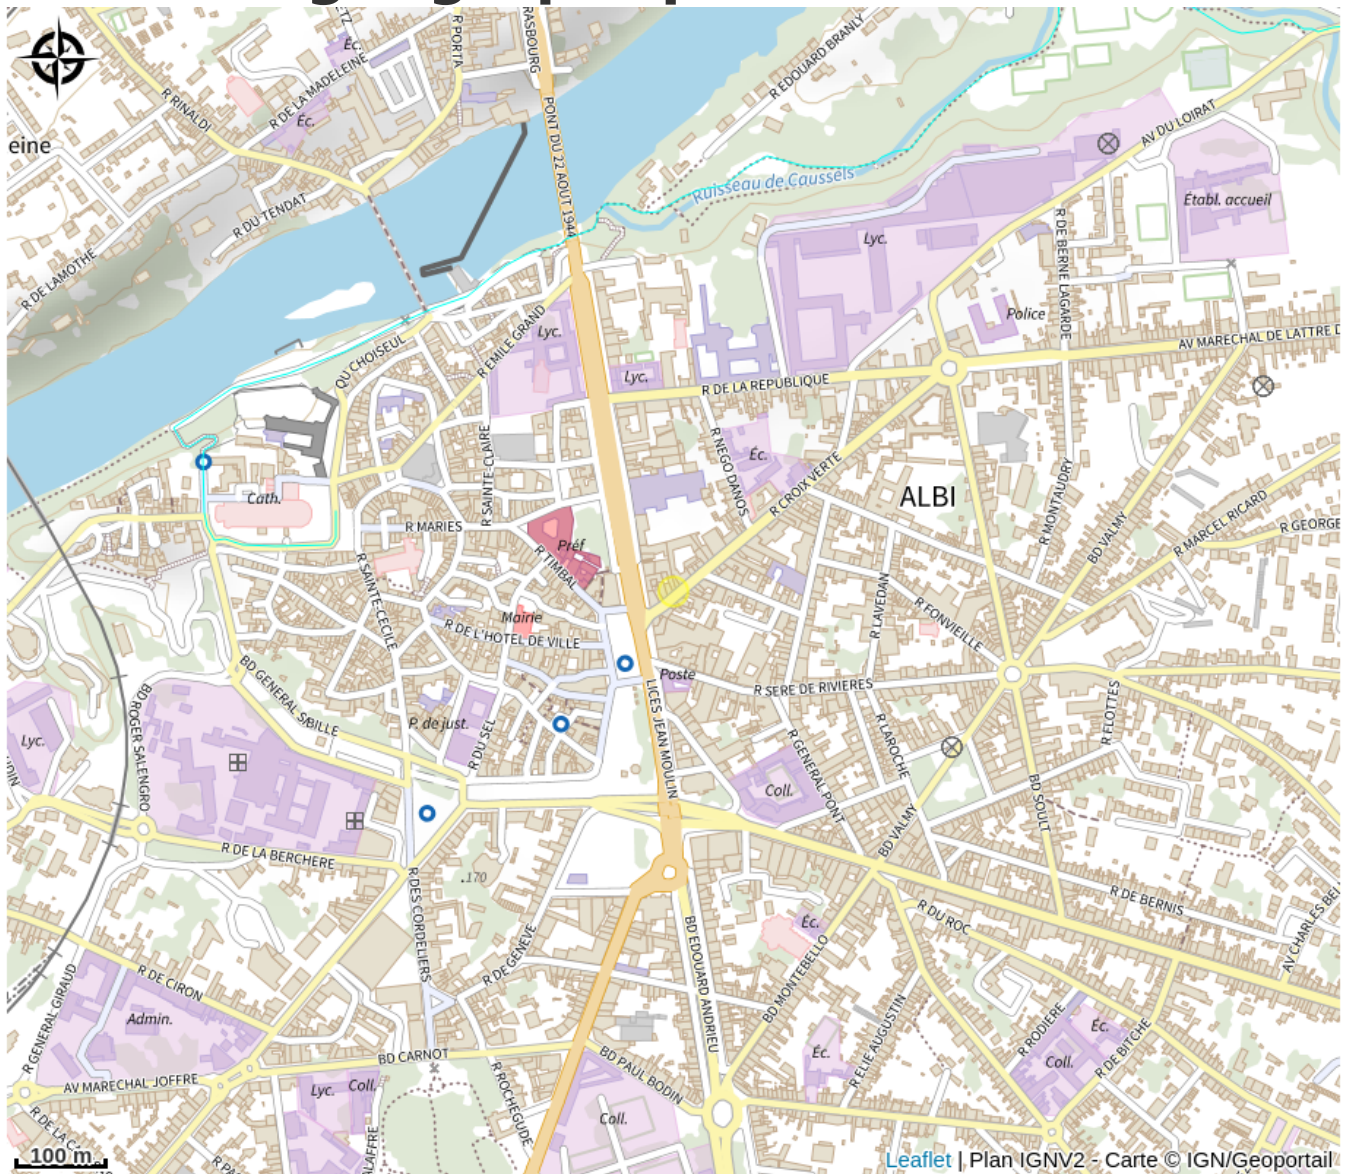 R RINALDI
R DE LA MADELEINE
Éc.
Éc.
R PORTA
RASBOURG
PONT DU 22 AOUT 1944
R EDOUARD BRANLY
AV DU LOIRAT
eine
R DU TENDAT
R DE LAMOTHE
Ruisseau de Caussels
Établ. accueil
Lyc.
R DE BERNE LAGARDE
Police
AV MARECHAL DE LATTRE D
QU CHOISEUL
R EMILE GRAND
Lyc.
Lyc.
R DE LA REPUBLIQUE
R NEGO DANOS
Éc.
R CROIX VERTE
R SAINTE-CLAIRE
ALBI
R MONTAUDRY
BD VALMY
R MARCEL RICARD
R GEORGE
Cath.
R MARIES
Préf
R TIMBAL
R SAINTE-CECILE
Mairie
R DE L'HOTEL DE VILLE
R LAVEDAN
R FONVIEILLE
Poste
R SERE DE RIVIERES
BD GENERAL SIBILLE
BD ROGER SALENGRO
P. de just.
R DU SEL
LICES JEAN MOULIN
R GENERAL PONT
R LAROCHE
R FLOTTES
Lyc.
UDIN
Coll.
BD VALMY
BD SOULT
R DE LA BERCHERE
.170
R DES CORDELIERS
R DE GENEVE
BD EDOUARD ANDRIEU
Éc.
BD MONTEBELLO
R DU ROC
R DE BERNIS
AV CHARLES BEL
R DE CIRON
R GENERAL GIRAUD
Admin.
R ELIE AUGUSTIN
R RODIERE
Éc.
Coll.
R DE BITCHE
Éc.
BD CARNOT
AV MARECHAL JOFFRE
Lyc.
Coll.
R ROCHEGUDE
BD PAUL BODIN
Coll.
R DE LA CA
LAFFRE
100 m
Leaflet | Plan IGNV2 - Carte © IGN/Geoportail